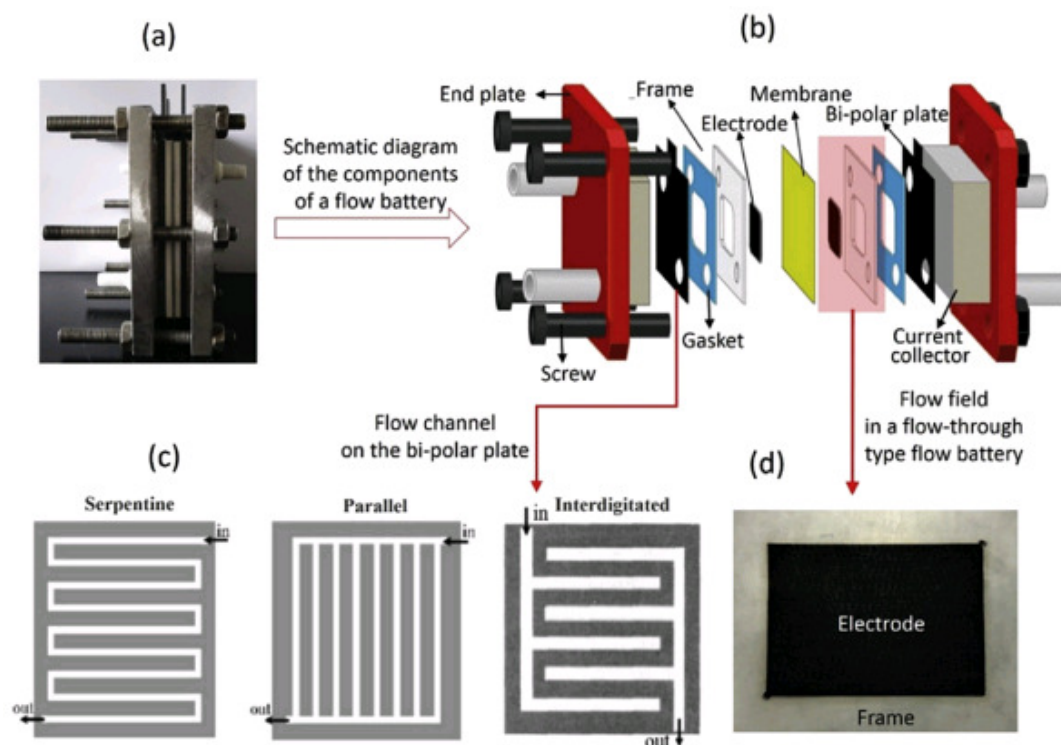 (a)
(b)
End plate
Frame
Membrane
Electrode
Bi-polar plate
Schematic diagram
of the components
of a flow battery
Gasket
Screw
Current
collector
Flow channel
on the bi-polar plate
Flow field
in a flow-through
type flow battery
(c)
(d)
Serpentine
in
out
Parallel
in
out
Interdigitated
in
out
Electrode
Frame